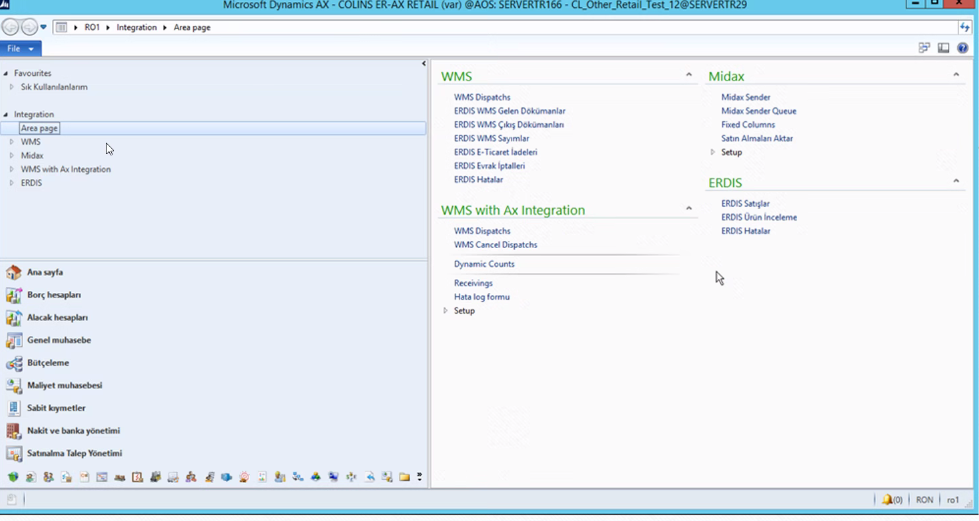 Microsoft Dynamics AX - COLINS ER-AX RETAIL (var) @AOS: SERVERTR166 - CL_Other_Retail_Test_12@SERVERTR29
RO1 Integration Area page
File
Favourites
Sık Kullanılanlarım
Integration
Area page
WMS
Midax
WMS with Ax Integration
ERDIS
Ana sayfa
Borç hesapları
Alacak hesapları
Genel muhasebe
Bütçeleme
Maliyet muhasebesi
Sabit kıymetler
Nakit ve banka yönetimi
Satınalma Talep Yönetimi
WMS
WMS Dispatchs
ERDIS WMS Gelen Dökümanlar
ERDIS WMS Çıkış Dökümanları
ERDIS WMS Sayımlar
ERDIS E-Ticaret İadeleri
ERDIS Evrak İptalleri
ERDIS Hatalar
WMS with Ax Integration
WMS Dispatchs
WMS Cancel Dispatchs
Dynamic Counts
Receivings
Hata log formu
Setup
Midax
Midax Sender
Midax Sender Queue
Fixed Columns
Satın Almaları Aktar
Setup
ERDIS
ERDIS Satışlar
ERDIS Ürün İnceleme
ERDIS Hatalar
(0) RON ro1